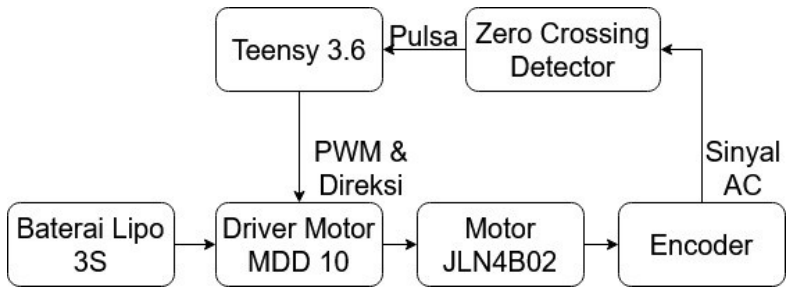 Teensy 3.6
Pulsa
Zero Crossing
Detector
PWM &
Direksi
Sinyal
AC
Baterai Lipo
3S
Driver Motor
MDD 10
Motor
JLN4B02
Encoder